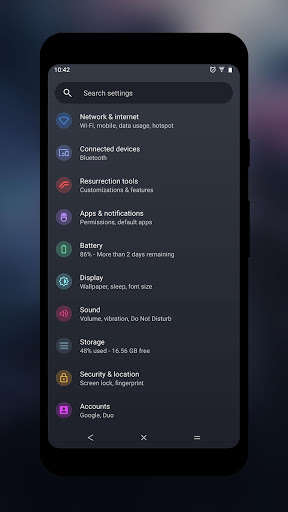 10:42
Search settings
Network & internet
Wi-Fi, mobile, data usage, hotspot
Connected devices
Bluetooth
Resurrection tools
Customizations & features
Apps & notifications
Permissions, default apps
Battery
86% - More than 2 days remaining
Display
Wallpaper, sleep, font size
Sound
Volume, vibration, Do Not Disturb
Storage
48% used - 16.56 GB free
Security & location
Screen lock, fingerprint
Accounts
Google, Duo